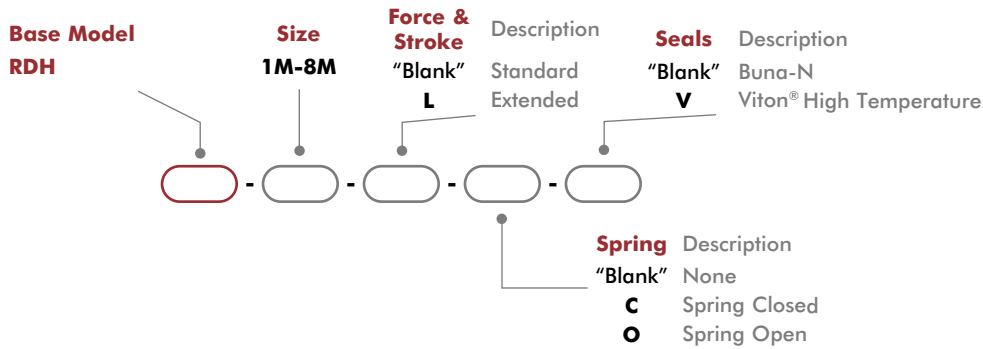 Base Model
RDH
Size
1M-8M
Force &
Stroke
Description
"Blank" Standard
L Extended
Seals Description
"Blank" Buna-N
V Viton® High Temperature
- - - -
Spring Description
"Blank" None
C Spring Closed
O Spring Open